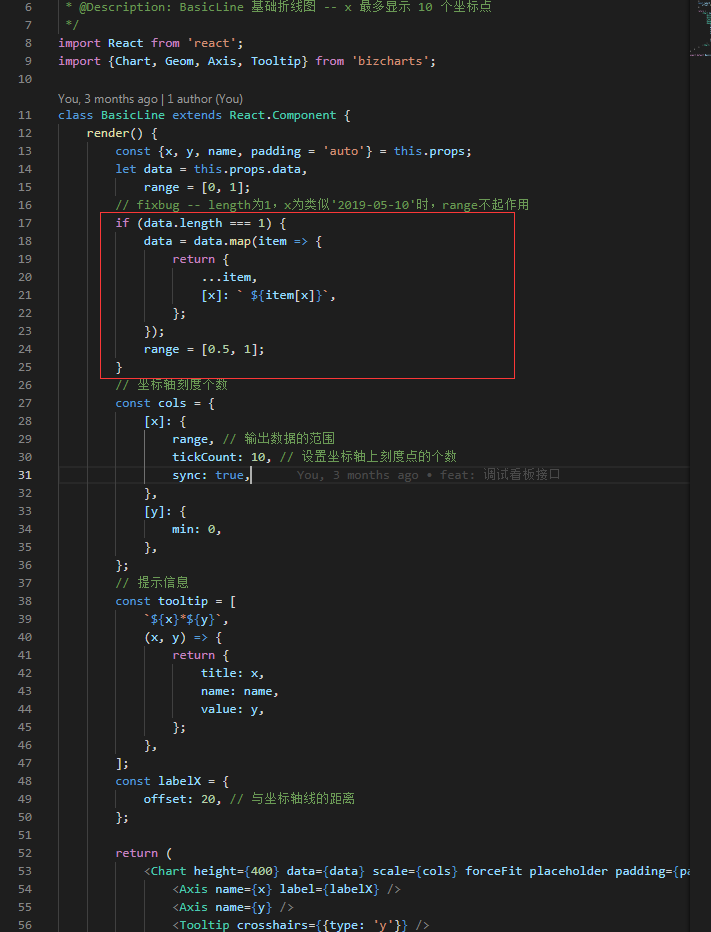 6 * @Description: BasicLine 基础折线图 -- x 最多显示 10 个坐标点
7 */
8 import React from 'react';
9 import {Chart, Geom, Axis, Tooltip} from 'bizcharts';
10
You, 3 months ago | 1 author (You)
11 class BasicLine extends React.Component {
12 render() {
13 const {x, y, name, padding = 'auto'} = this.props;
14 let data = this.props.data,
15 range = [0, 1];
16 // fixbug -- length为1，x为类似'2019-05-10'时，range不起作用
17 if (data.length === 1) {
18 data = data.map(item => {
19 return {
20 ...item,
21 [x]: ` ${item[x]}`,
22 };
23 });
24 range = [0.5, 1];
25 }
26 // 坐标轴刻度个数
27 const cols = {
28 [x]: {
29 range, // 输出数据的范围
30 tickCount: 10, // 设置坐标轴上刻度点的个数
31 sync: true, You, 3 months ago • feat: 调试看板接口
32 },
33 [y]: {
34 min: 0,
35 },
36 };
37 // 提示信息
38 const tooltip = [
39 `${x}*${y}`,
40 (x, y) => {
41 return {
42 title: x,
43 name: name,
44 value: y,
45 };
46 },
47 ];
48 const labelX = {
49 offset: 20, // 与坐标轴线的距离
50 };
51
52 return (
53 <Chart height={400} data={data} scale={cols} forceFit placeholder padding={pa
54 <Axis name={x} label={labelX} />
55 <Axis name={y} />
56 <Tooltip crosshairs={{type: 'y'}} />